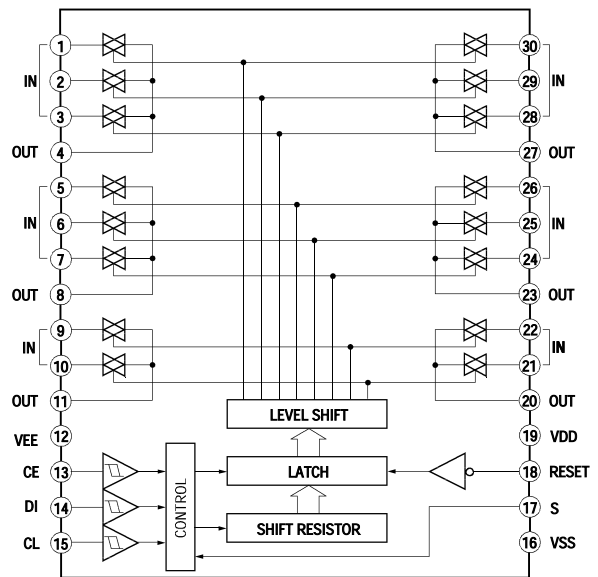 1 30
IN 2 29 IN
3 28
OUT 4 27 OUT
5 26
IN 6 25 IN
7 24
OUT 8 23 OUT
9 22
IN IN
10 21
OUT 11 20 OUT
LEVEL SHIFT
VEE 12 19 VDD
CE 13 LATCH 18 RESET
CONTROL
DI 14 17 S
SHIFT RESISTOR
CL 15 16 VSS